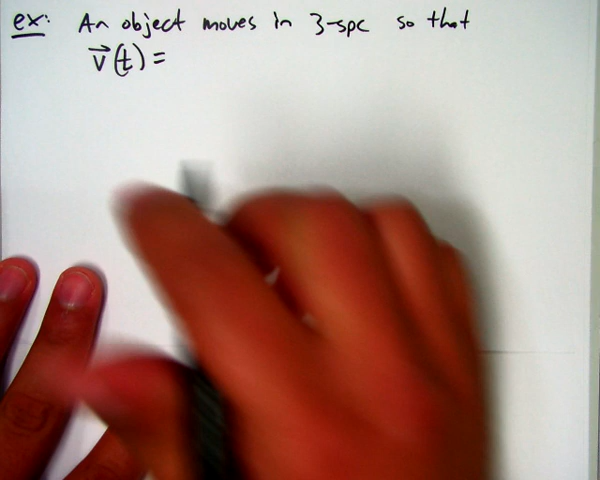 ex: An object moves in 3-spc so that
v⃗(t) =